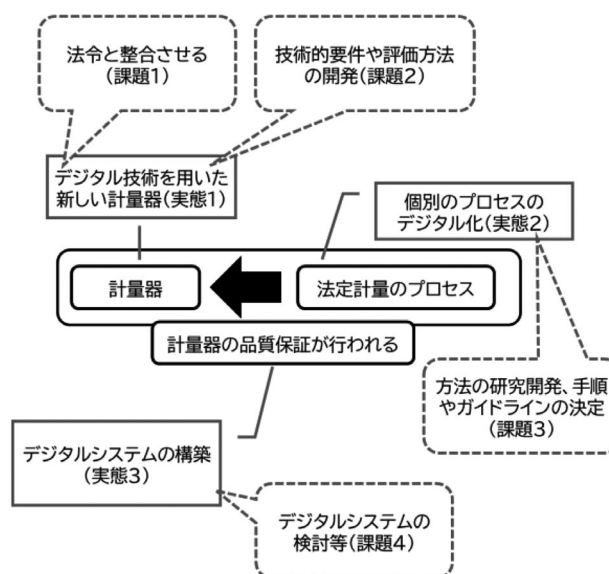 法令と整合させる
(課題1)
技術的要件や評価方法
の開発(課題2)
デジタル技術を用いた
新しい計量器(実態1)
個別のプロセスの
デジタル化(実態2)
計量器
法定計量のプロセス
計量器の品質保証が行われる
方法の研究開発、手順
やガイドラインの決定
(課題3)
デジタルシステムの構築
(実態3)
デジタルシステムの
検討等(課題4)